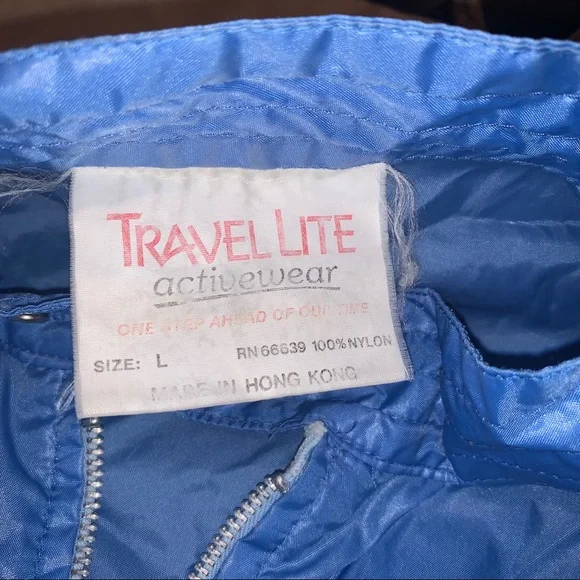 TRAVEL LITE
activewear
ONE STEP AHEAD OF OUR TIME
SIZE: L RN 66639 100% NYLON
MADE IN HONG KONG